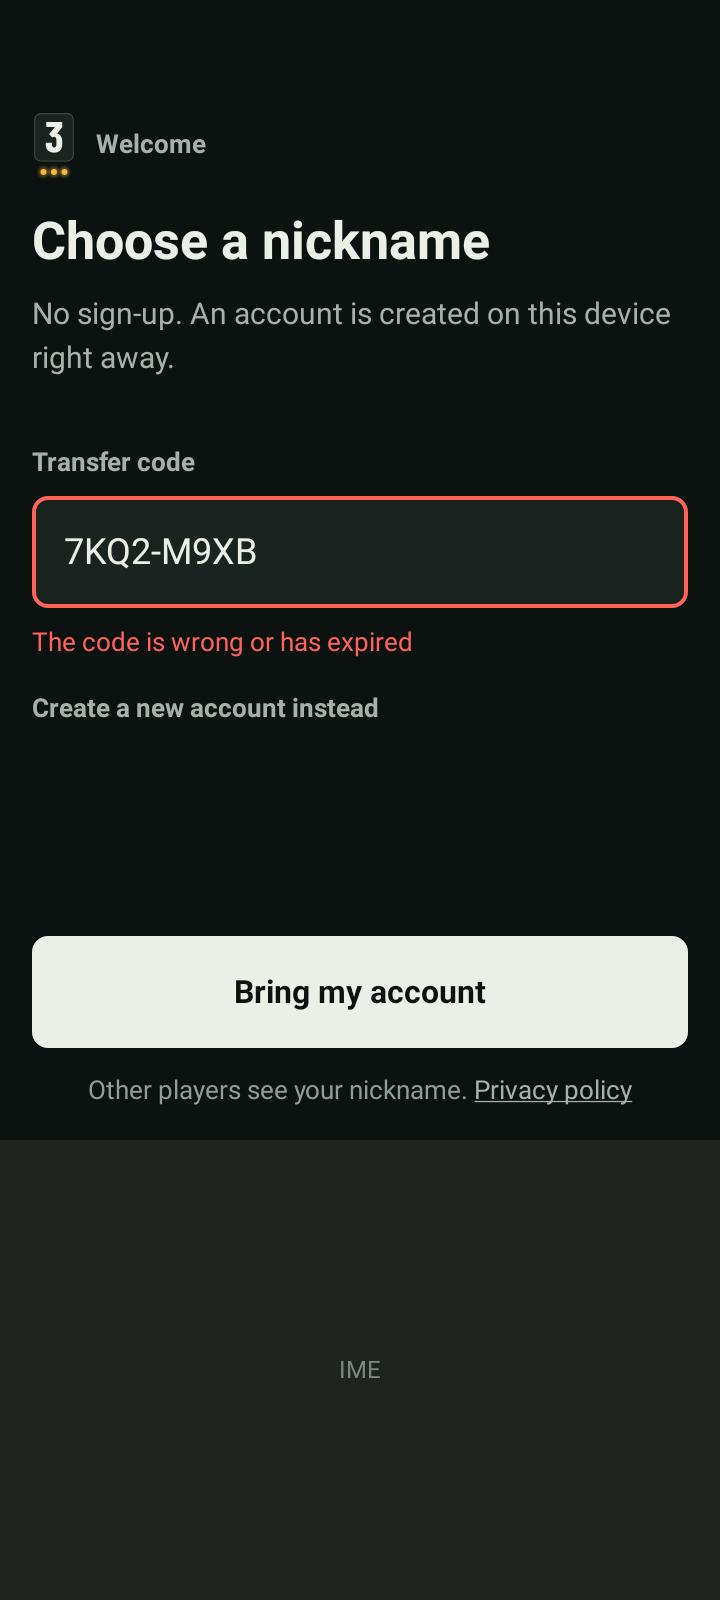 3
Welcome
Choose a nickname
No sign-up. An account is created on this device
right away.
Transfer code
7KQ2-M9XB
The code is wrong or has expired
Create a new account instead
Bring my account
Other players see your nickname. Privacy policy
IME